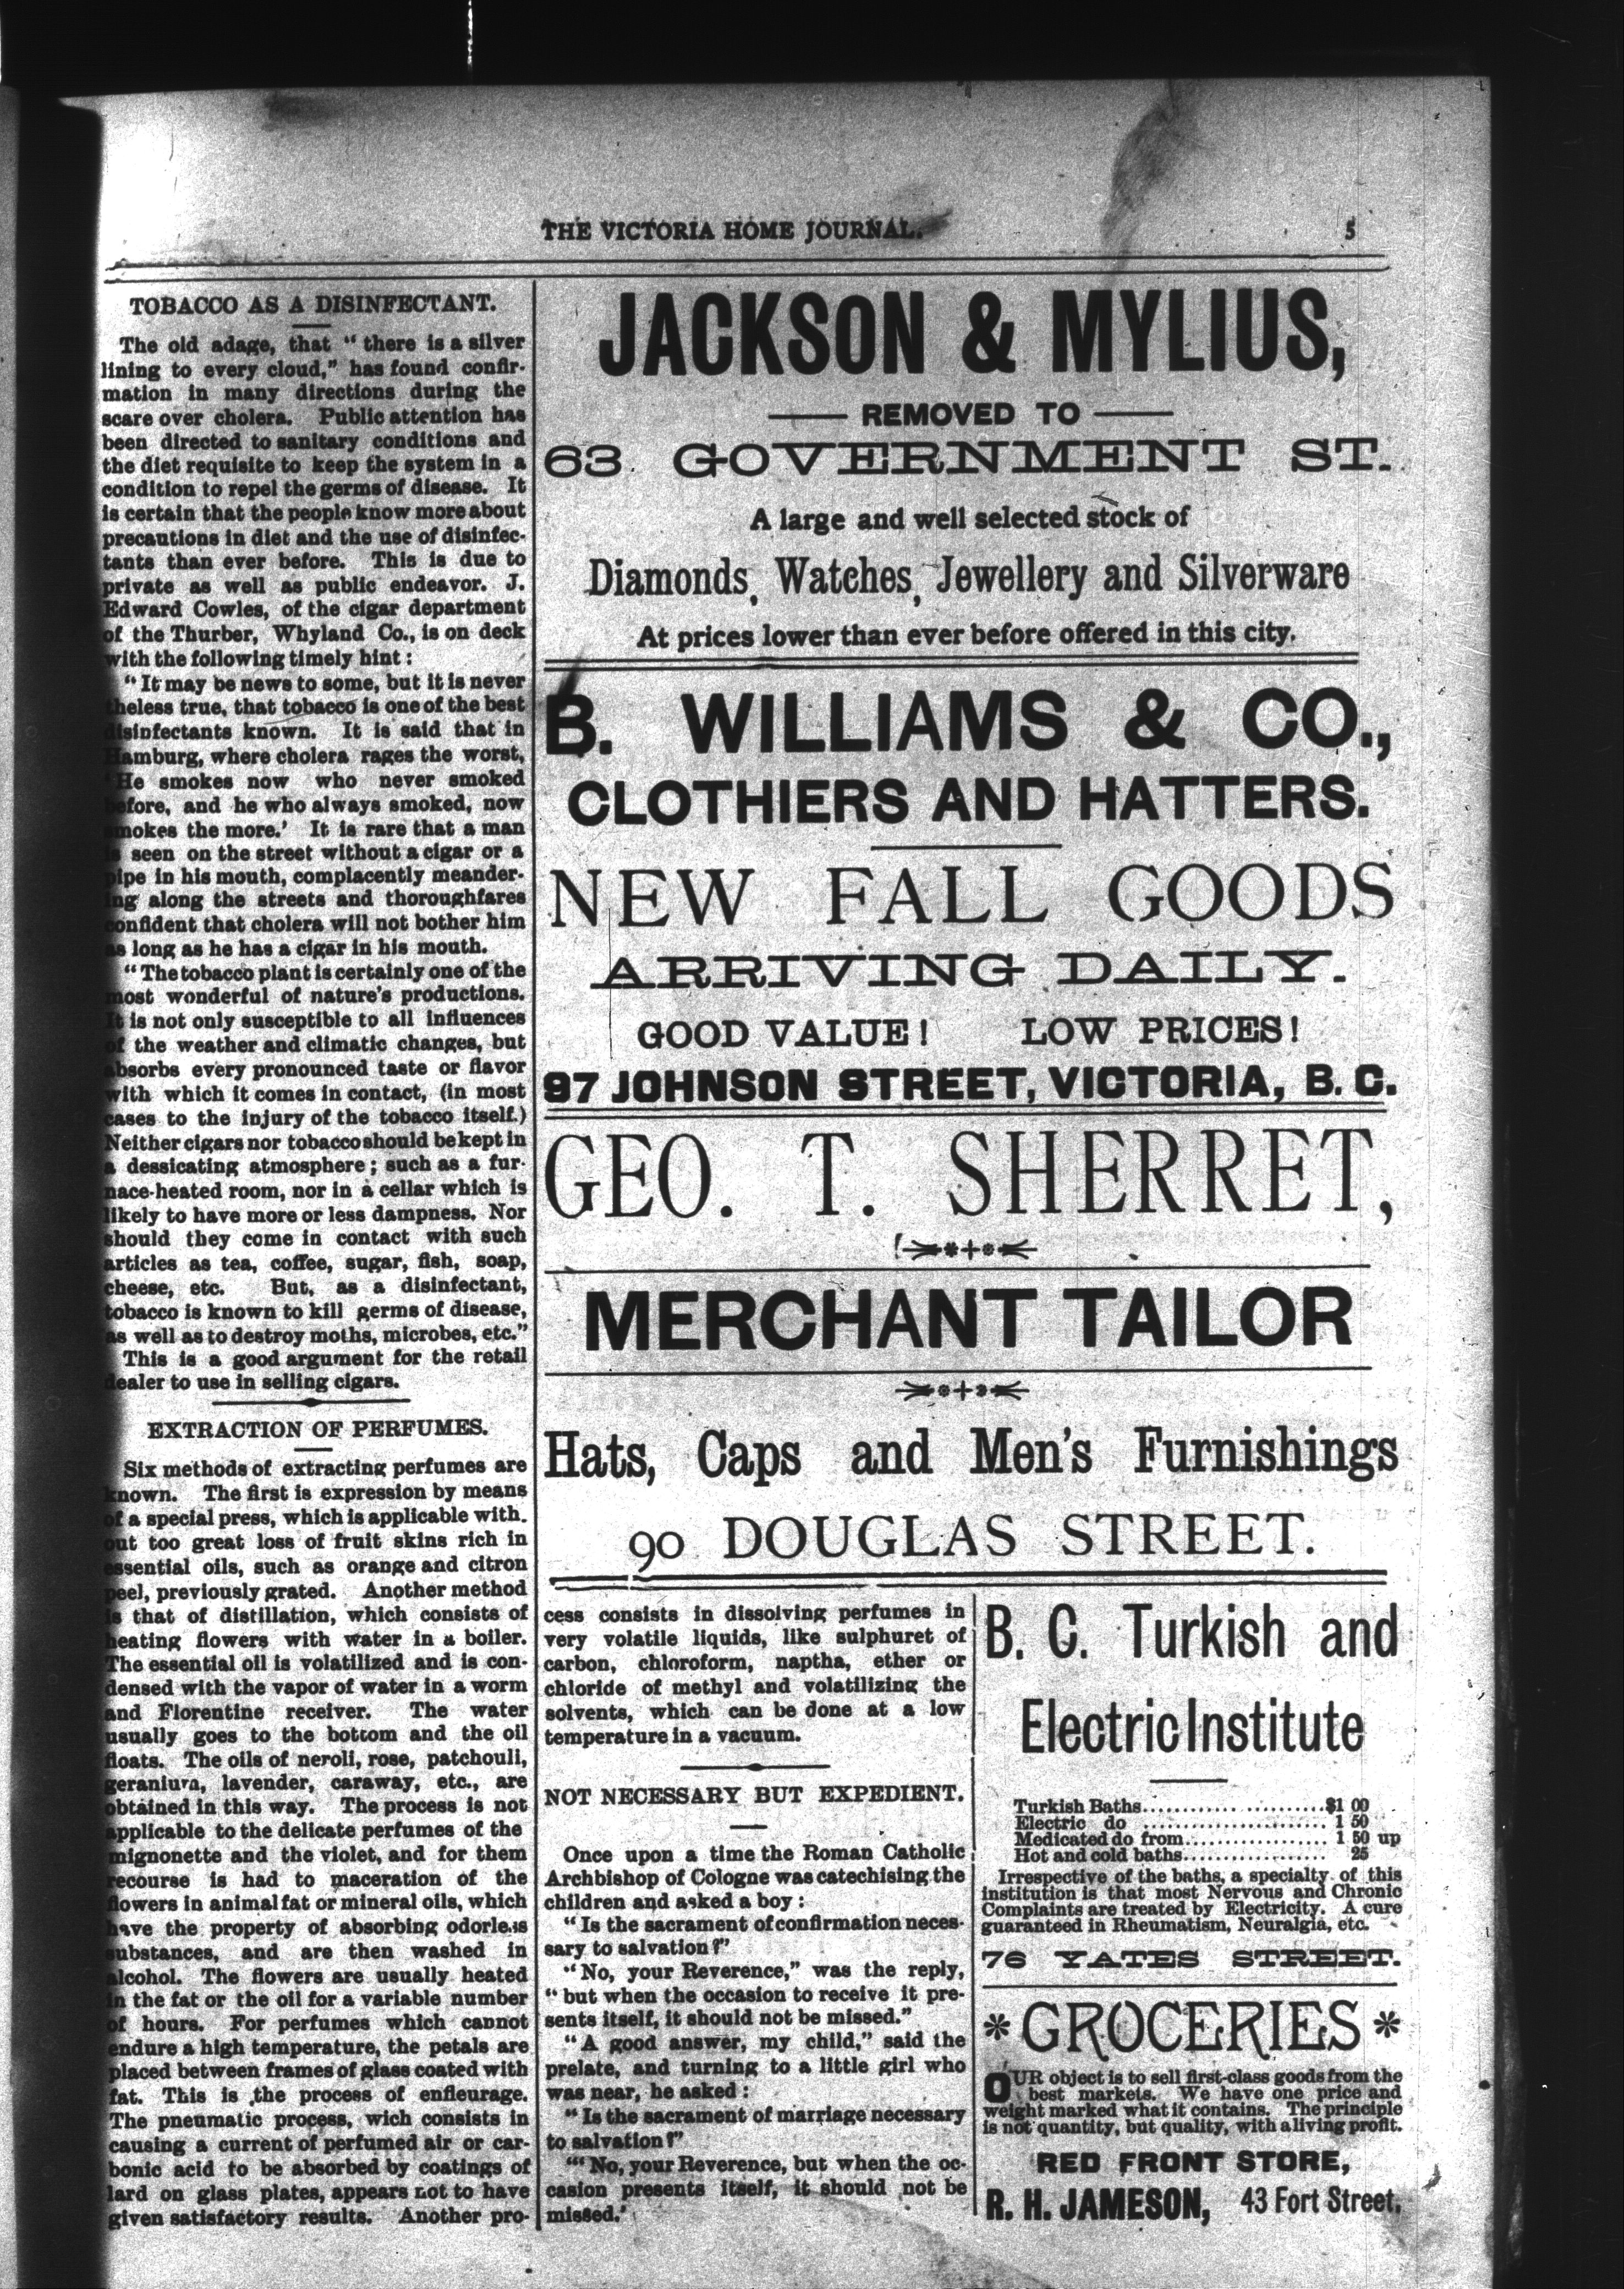 THE VICTORIA HOME JOURNAL.
5
TOBACCO AS A DISINFECTANT.
The old adage, that "there is a silver
lining to every cloud," has found confir-
mation in many directions during the
scare over cholera. Public attention has
been directed to sanitary conditions and
the diet requisite to keep the system in a
condition to repel the germs of disease. It
is certain that the people know more about
precautions in diet and the use of disinfec-
tants than ever before. This is due to
private as well as public endeavor. J.
Edward Cowles, of the cigar department
of the Thurber, Whyland Co., is on deck
with the following timely hint:
"It may be news to some, but it is never
theless true, that tobacco is one of the best
disinfectants known. It is said that in
Hamburg, where cholera rages the worst,
'He smokes now who never smoked
before, and he who always smoked, now
smokes the more.' It is rare that a man
is seen on the street without a cigar or a
pipe in his mouth, complacently meander-
ing along the streets and thoroughfares
confident that cholera will not bother him
as long as he has a cigar in his mouth.
"The tobacco plant is certainly one of the
most wonderful of nature's productions.
It is not only susceptible to all influences
of the weather and climatic changes, but
absorbs every pronounced taste or flavor
with which it comes in contact, (in most
cases to the injury of the tobacco itself.)
Neither cigars nor tobacco should be kept in
a dessicating atmosphere; such as a fur-
nace-heated room, nor in a cellar which is
likely to have more or less dampness. Nor
should they come in contact with such
articles as tea, coffee, sugar, fish, soap,
cheese, etc. But, as a disinfectant,
tobacco is known to kill germs of disease,
as well as to destroy moths, microbes, etc."
This is a good argument for the retail
dealer to use in selling cigars.
EXTRACTION OF PERFUMES.
Six methods of extracting perfumes are
known. The first is expression by means
of a special press, which is applicable with.
out too great loss of fruit skins rich in
essential oils, such as orange and citron
peel, previously grated. Another method
is that of distillation, which consists of
heating flowers with water in a boiler.
The essential oil is volatilized and is con-
densed with the vapor of water in a worm
and Florentine receiver. The water
usually goes to the bottom and the oil
floats. The oils of neroli, rose, patchouli,
geranium, lavender, caraway, etc., are
obtained in this way. The process is not
applicable to the delicate perfumes of the
mignonette and the violet, and for them
recourse is had to maceration of the
flowers in animal fat or mineral oils, which
have the property of absorbing odorless
substances, and are then washed in
alcohol. The flowers are usually heated
in the fat or the oil for a variable number
of hours. For perfumes which cannot
endure a high temperature, the petals are
placed between frames of glass coated with
fat. This is the process of enfleurage.
The pneumatic process, wich consists in
causing a current of perfumed air or car-
bonic acid to be absorbed by coatings of
lard on glass plates, appears not to have
given satisfactory results. Another pro-
JACKSON & MYLIUS,
REMOVED TO
63 GOVERNMENT ST.
A large and well selected stock of
Diamonds, Watches, Jewellery and Silverware
At prices lower than ever before offered in this city.
B. WILLIAMS & CO.,
CLOTHIERS AND HATTERS.
NEW FALL GOODS
ARRIVING DAILY.
GOOD VALUE! LOW PRICES!
97 JOHNSON STREET, VICTORIA, B. C.
GEO. T. SHERRET,
MERCHANT TAILOR
Hats, Caps and Men's Furnishings
90 DOUGLAS STREET.
cess consists in dissolving perfumes in
very volatile liquids, like sulphuret of
carbon, chloroform, naptha, ether or
chloride of methyl and volatilizing the
solvents, which can be done at a low
temperature in a vacuum.
NOT NECESSARY BUT EXPEDIENT.
Once upon a time the Roman Catholic
Archbishop of Cologne was catechising the
children and asked a boy:
"Is the sacrament of confirmation neces-
sary to salvation?"
"No, your Reverence," was the reply,
"but when the occasion to receive it pre-
sents itself, it should not be missed."
"A good answer, my child," said the
prelate, and turning to a little girl who
was near, he asked:
"Is the sacrament of marriage necessary
to salvation?"
"'No, your Reverence, but when the oc-
casion presents itself, it should not be
missed.'
B. C. Turkish and
Electric Institute
Turkish Baths.......................$1 00
Electric do ....................... 1 50
Medicated do from.................. 1 50 up
Hot and cold baths.................. 25
Irrespective of the baths, a specialty of this
institution is that most Nervous and Chronic
Complaints are treated by Electricity. A cure
guaranteed in Rheumatism, Neuralgia, etc.
76 YATES STREET.
* GROCERIES *
OUR object is to sell first-class goods from the
best markets. We have one price and
weight marked what it contains. The principle
is not quantity, but quality, with a living profit.
RED FRONT STORE,
R. H. JAMESON, 43 Fort Street.